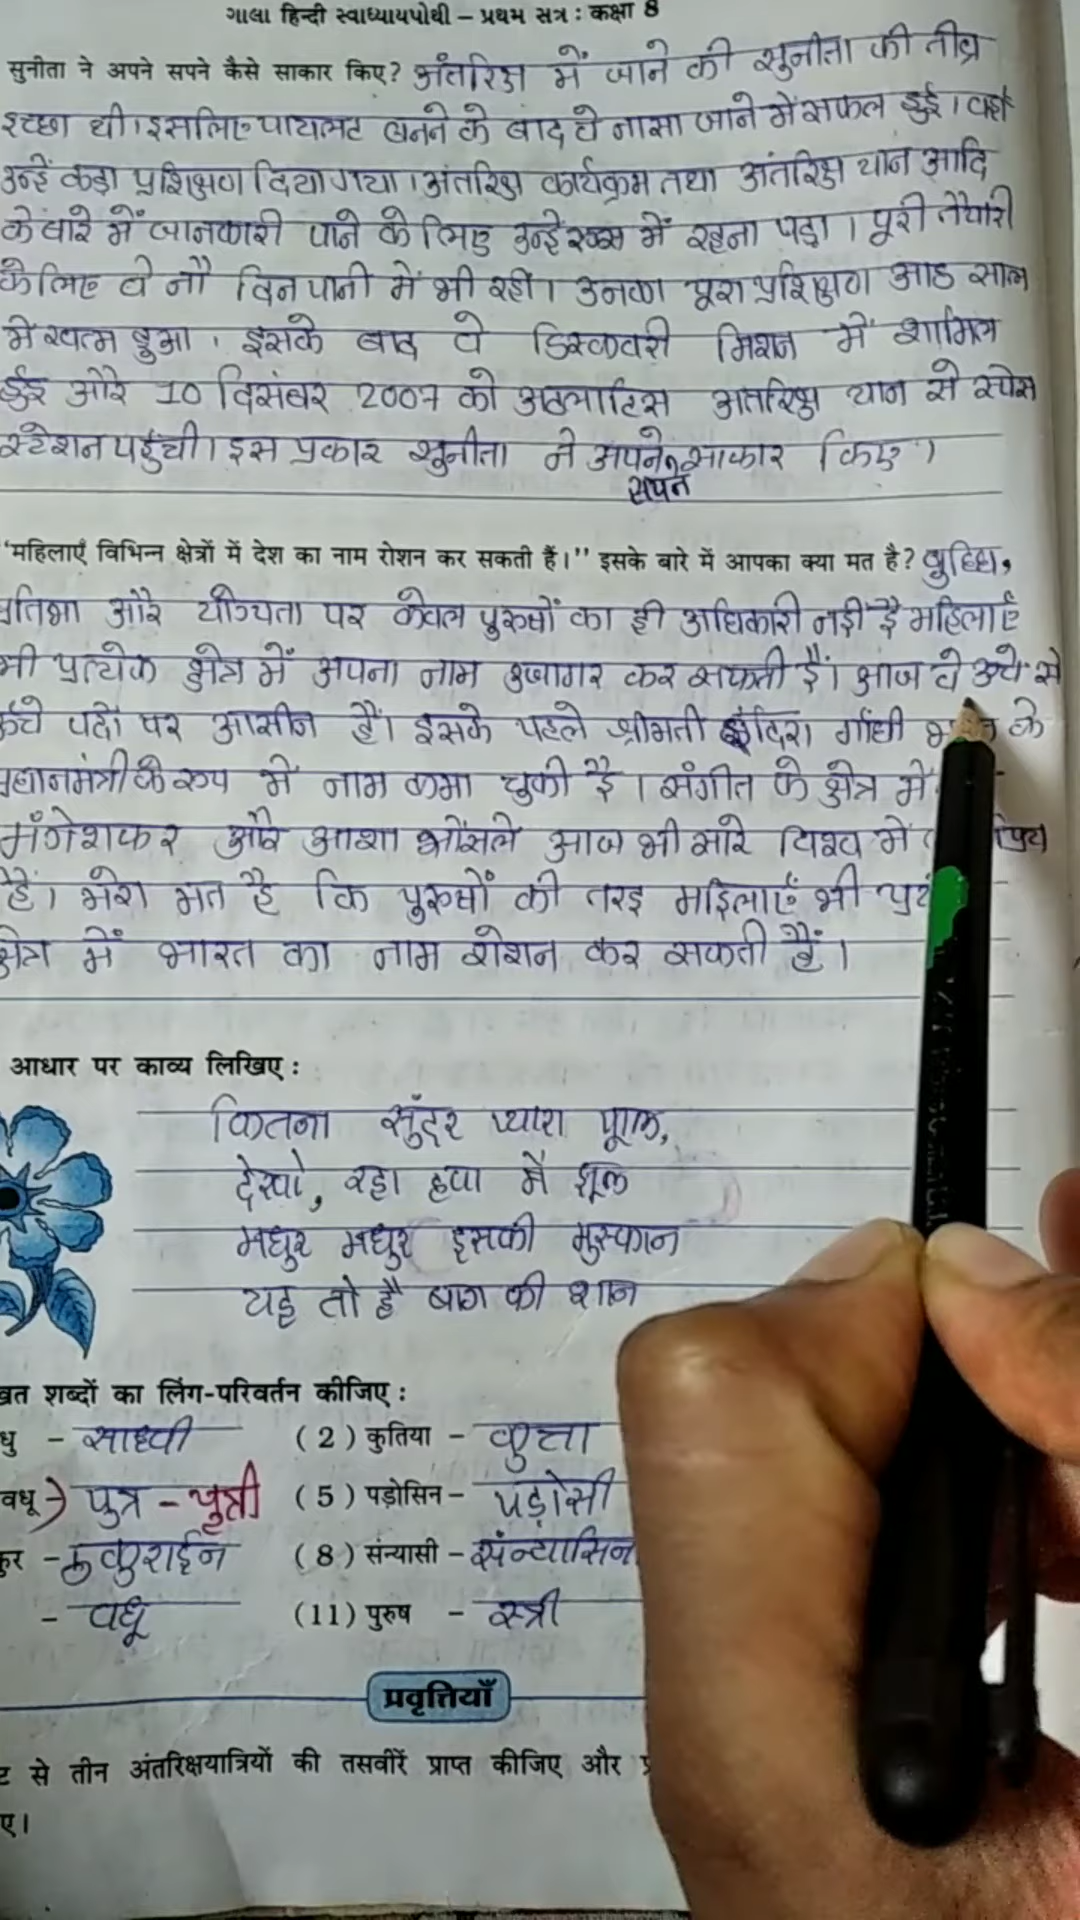 गाला हिन्दी स्वाध्यायपोथी – प्रथम सत्र : कक्षा 8
सुनीता ने अपने सपने कैसे साकार किए? अंतरिक्ष में जाने की सुनीता की तीव्र
इच्छा थी। इसलिए पायलट बनने के बाद वे नासा जाने में सफल हुई। वहाँ
उन्हें कड़ा प्रशिक्षण दिया गया। अंतरिक्ष कार्यक्रम तथा अंतरिक्ष यान आदि
के बारे में जानकारी पाने के लिए उन्हे रूस में रहना पड़ा। पूरी तैयारी
के लिए वे नौ दिन पानी में भी रही। उनका पूरा प्रशिक्षण आठ साल
मे खत्म हुआ। इसके बाद वे डिस्कवरी मिशन में शामिल
हुई और 10 दिसंबर 2007 को अटलांटिस अंतरिक्ष यान से स्पेस
स्टेशन पहुंची। इस प्रकार सुनीता ने अपने साकार किए।
सपने
"महिलाएँ विभिन्न क्षेत्रों में देश का नाम रोशन कर सकती हैं।" इसके बारे में आपका क्या मत है? बुध्धि,
प्रतिभा और योग्यता पर केवल पुरुषों का ही अधिकारी नही है महिलाएँ
भी प्रत्येक क्षेत्र में अपना नाम उजागर कर सकती है। आज वे ऊंचे से
ऊंचे पदों पर आसीन हैं। इसके पहले श्रीमती इंदिरा गाँधी के
प्रधानमंत्री के रूप में नाम कमा चुकी है। संगीत के क्षेत्र में
मंगेशकर और आशा भोंसले आज भी सारे विश्व में
है। मेरा मत है कि पुरुषों की तरह महिलाएँ भी
क्षेत्र में भारत का नाम रोशन कर सकती हैं।
आधार पर काव्य लिखिए :
कितना सुंदर प्यारा फूल,
देखो, रहा हवा में झूल
मधुर मधुर इसकी मुस्कान
यह तो है बाग की शान
शब्दों का लिंग-परिवर्तन कीजिए :
धु – साध्वी (2) कुतिया – कुत्ता
वधू पुत्र – पुत्री (5) पड़ोसिन – पड़ोसी
कुर – ठकुराईन (8) संन्यासी – संन्यासिन
– वधू (11) पुरुष – स्त्री
प्रवृत्तियाँ
ट से तीन अंतरिक्षयात्रियों की तसवीरें प्राप्त कीजिए और
ए।